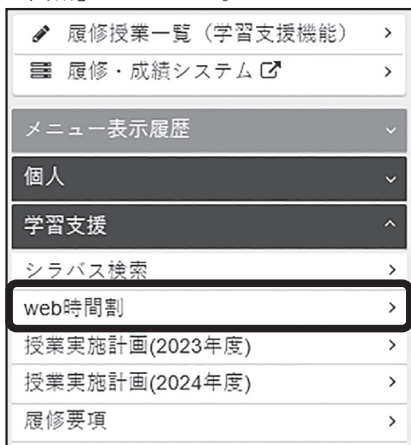 履修授業一覧（学習支援機能）
履修・成績システム
メニュー表示履歴
個人
学習支援
シラバス検索
web時間割
授業実施計画(2023年度)
授業実施計画(2024年度)
履修要項